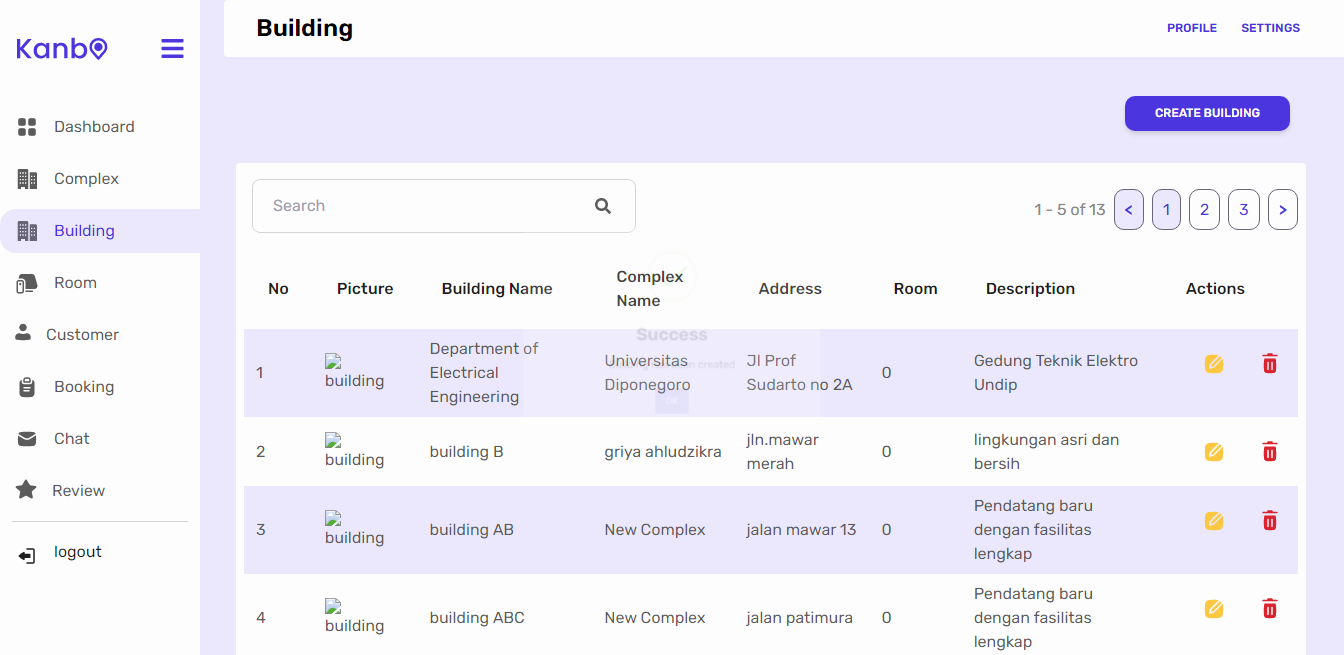 Kanbo
Building
PROFILE
SETTINGS
Dashboard
Complex
Building
Room
Customer
Booking
Chat
Review
logout
CREATE BUILDING
Search
1 - 5 of 13
<
1
2
3
>
No
Picture
Building Name
Complex
Name
Address
Room
Description
Actions
Success
1
building
Department of
Electrical
Engineering
Universitas
Diponegoro
Jl Prof
Sudarto no 2A
0
Gedung Teknik Elektro
Undip
2
building
building B
griya ahludzikra
jln.mawar
merah
0
lingkungan asri dan
bersih
3
building
building AB
New Complex
jalan mawar 13
0
Pendatang baru
dengan fasilitas
lengkap
4
building
building ABC
New Complex
jalan patimura
0
Pendatang baru
dengan fasilitas
lengkap